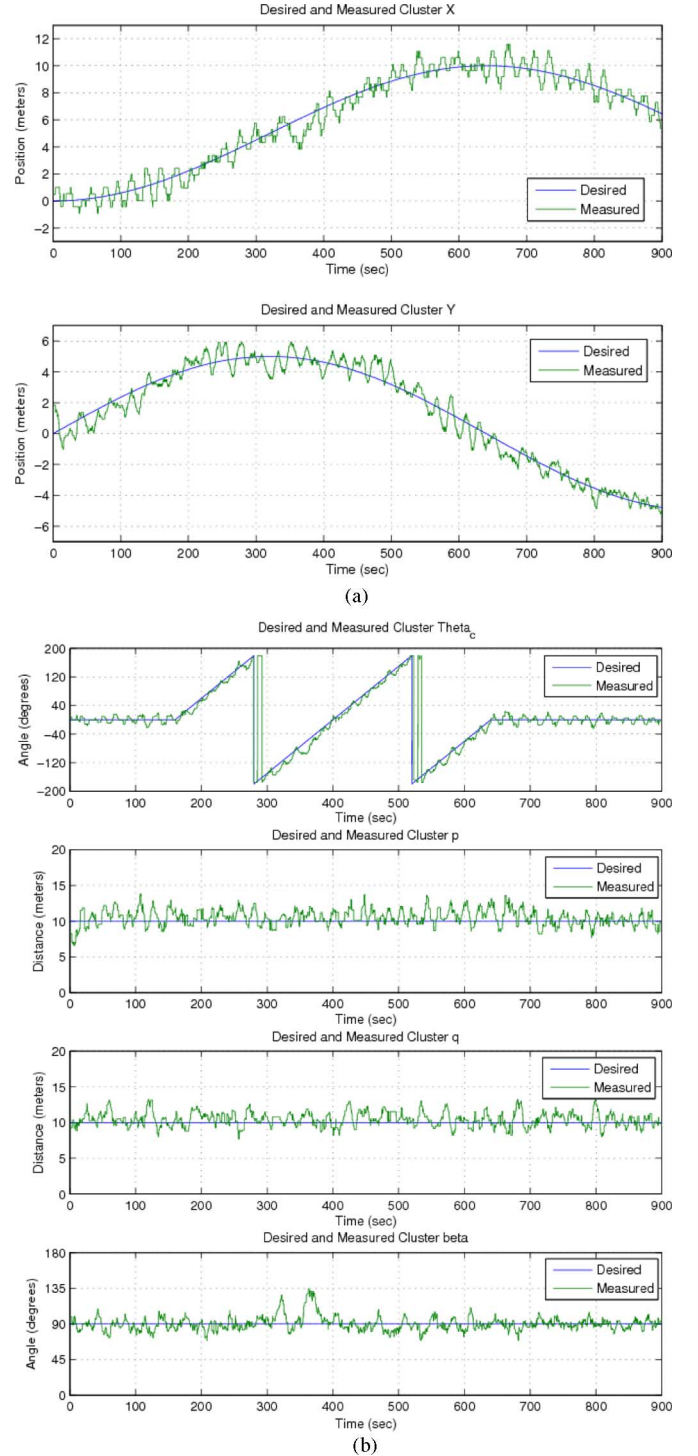 Desired and Measured Cluster X
12
10
8
6
4
2
0
−2
Position (meters)
Desired
Measured
0 100 200 300 400 500 600 700 800 900
Time (sec)
Desired and Measured Cluster Y
6
4
2
0
−2
−4
−6
Position (meters)
Desired
Measured
0 100 200 300 400 500 600 700 800 900
Time (sec)
(a)
Desired and Measured Cluster Theta_c
200
120
40
−40
−120
−200
Angle (degrees)
Desired
Measured
0 100 200 300 400 500 600 700 800 900
Time (sec)
Desired and Measured Cluster p
20
15
10
5
0
Distance (meters)
Desired
Measured
0 100 200 300 400 500 600 700 800 900
Time (sec)
Desired and Measured Cluster q
20
15
10
5
0
Distance (meters)
Desired
Measured
0 100 200 300 400 500 600 700 800 900
Time (sec)
Desired and Measured Cluster beta
180
135
90
45
0
Angle (degrees)
Desired
Measured
0 100 200 300 400 500 600 700 800 900
Time (sec)
(b)